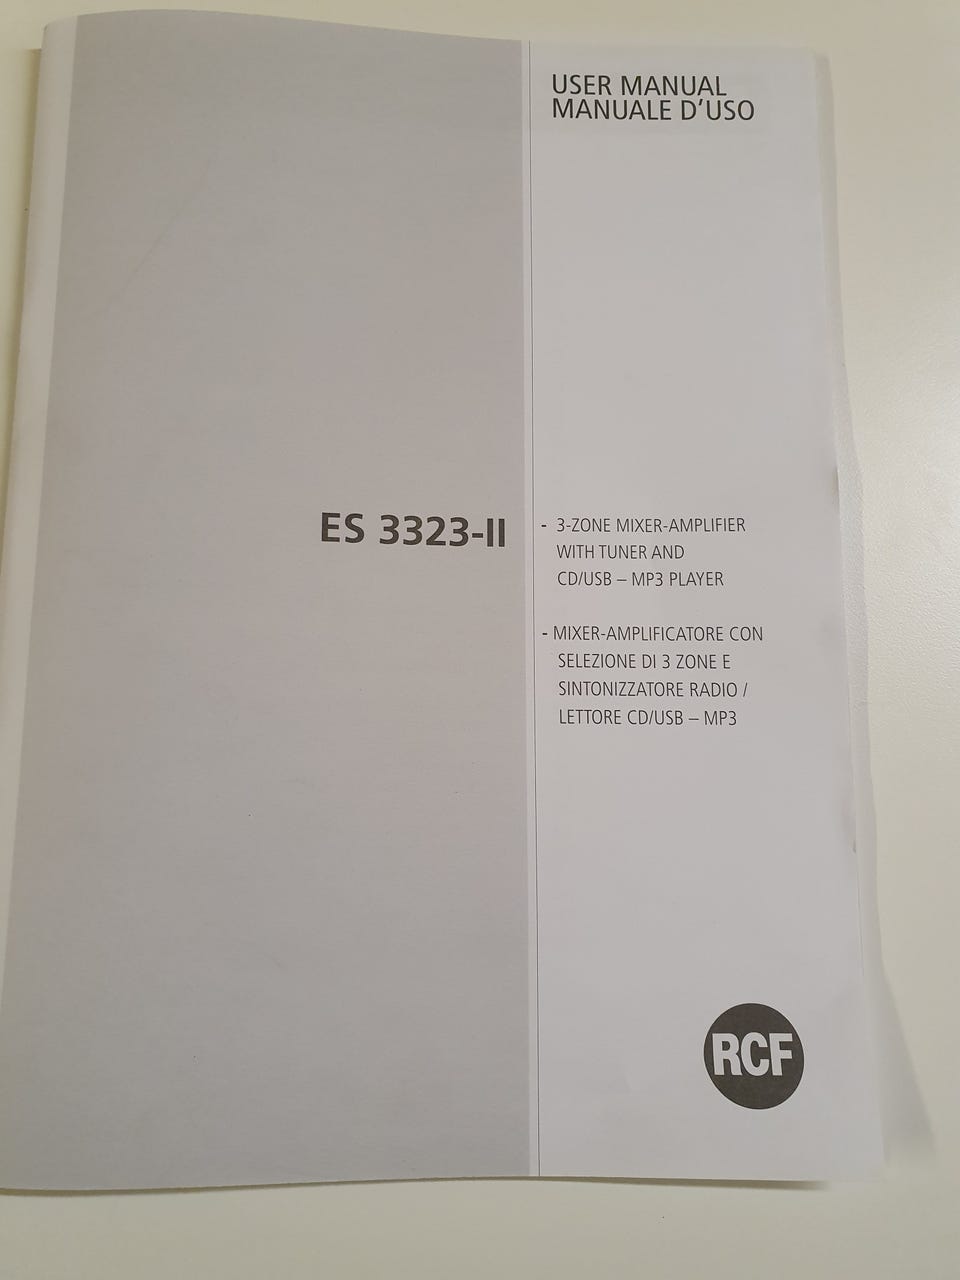 USER MANUAL
MANUALE D'USO
ES 3323-II
- 3-ZONE MIXER-AMPLIFIER
WITH TUNER AND
CD/USB – MP3 PLAYER
- MIXER-AMPLIFICATORE CON
SELEZIONE DI 3 ZONE E
SINTONIZZATORE RADIO /
LETTORE CD/USB – MP3
RCF